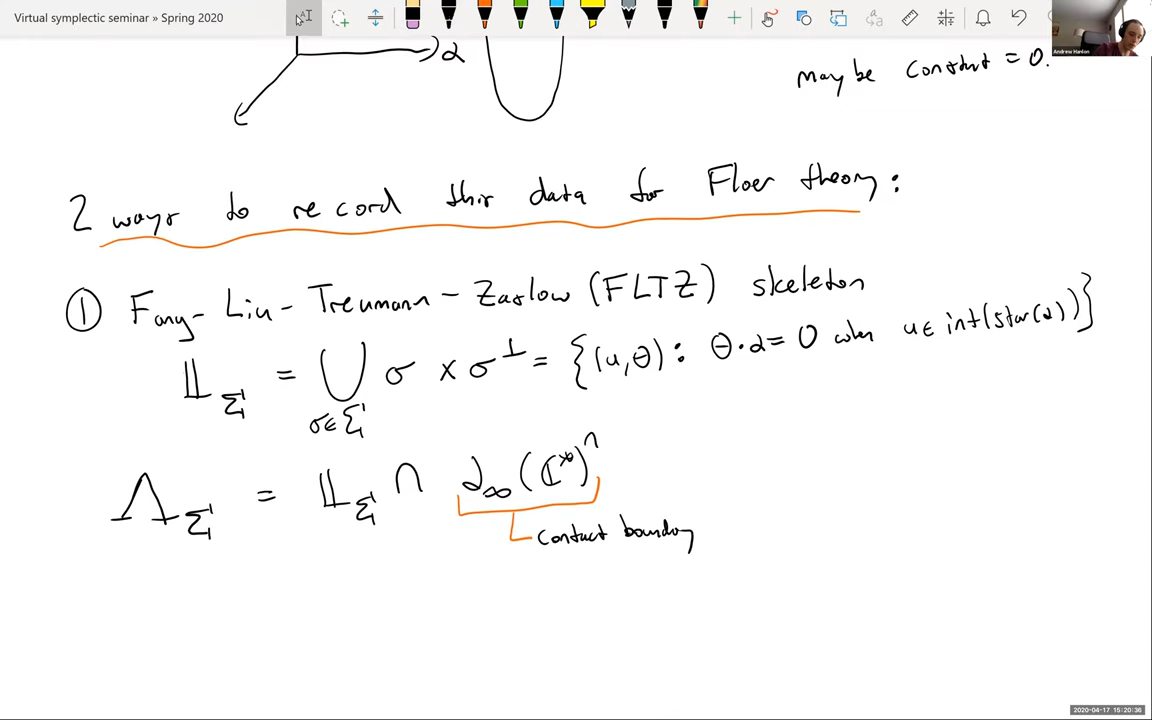 Virtual symplectic seminar » Spring 2020
Andrew Hanlon
α
may be constant = 0.
2 ways to record this data for Floer theory:
① Fang-Liu-Treumann-Zaslow (FLTZ) skeleton
𝕃_Σ = ⋃_{σ∈Σ} σ × σ^⊥ = {(u,θ): θ·α = 0 when u ∈ int(star(α))}
Λ_Σ = 𝕃_Σ ∩ ∂_∞(ℂ*)^n
contact boundary
2020-04-17 15:20:36